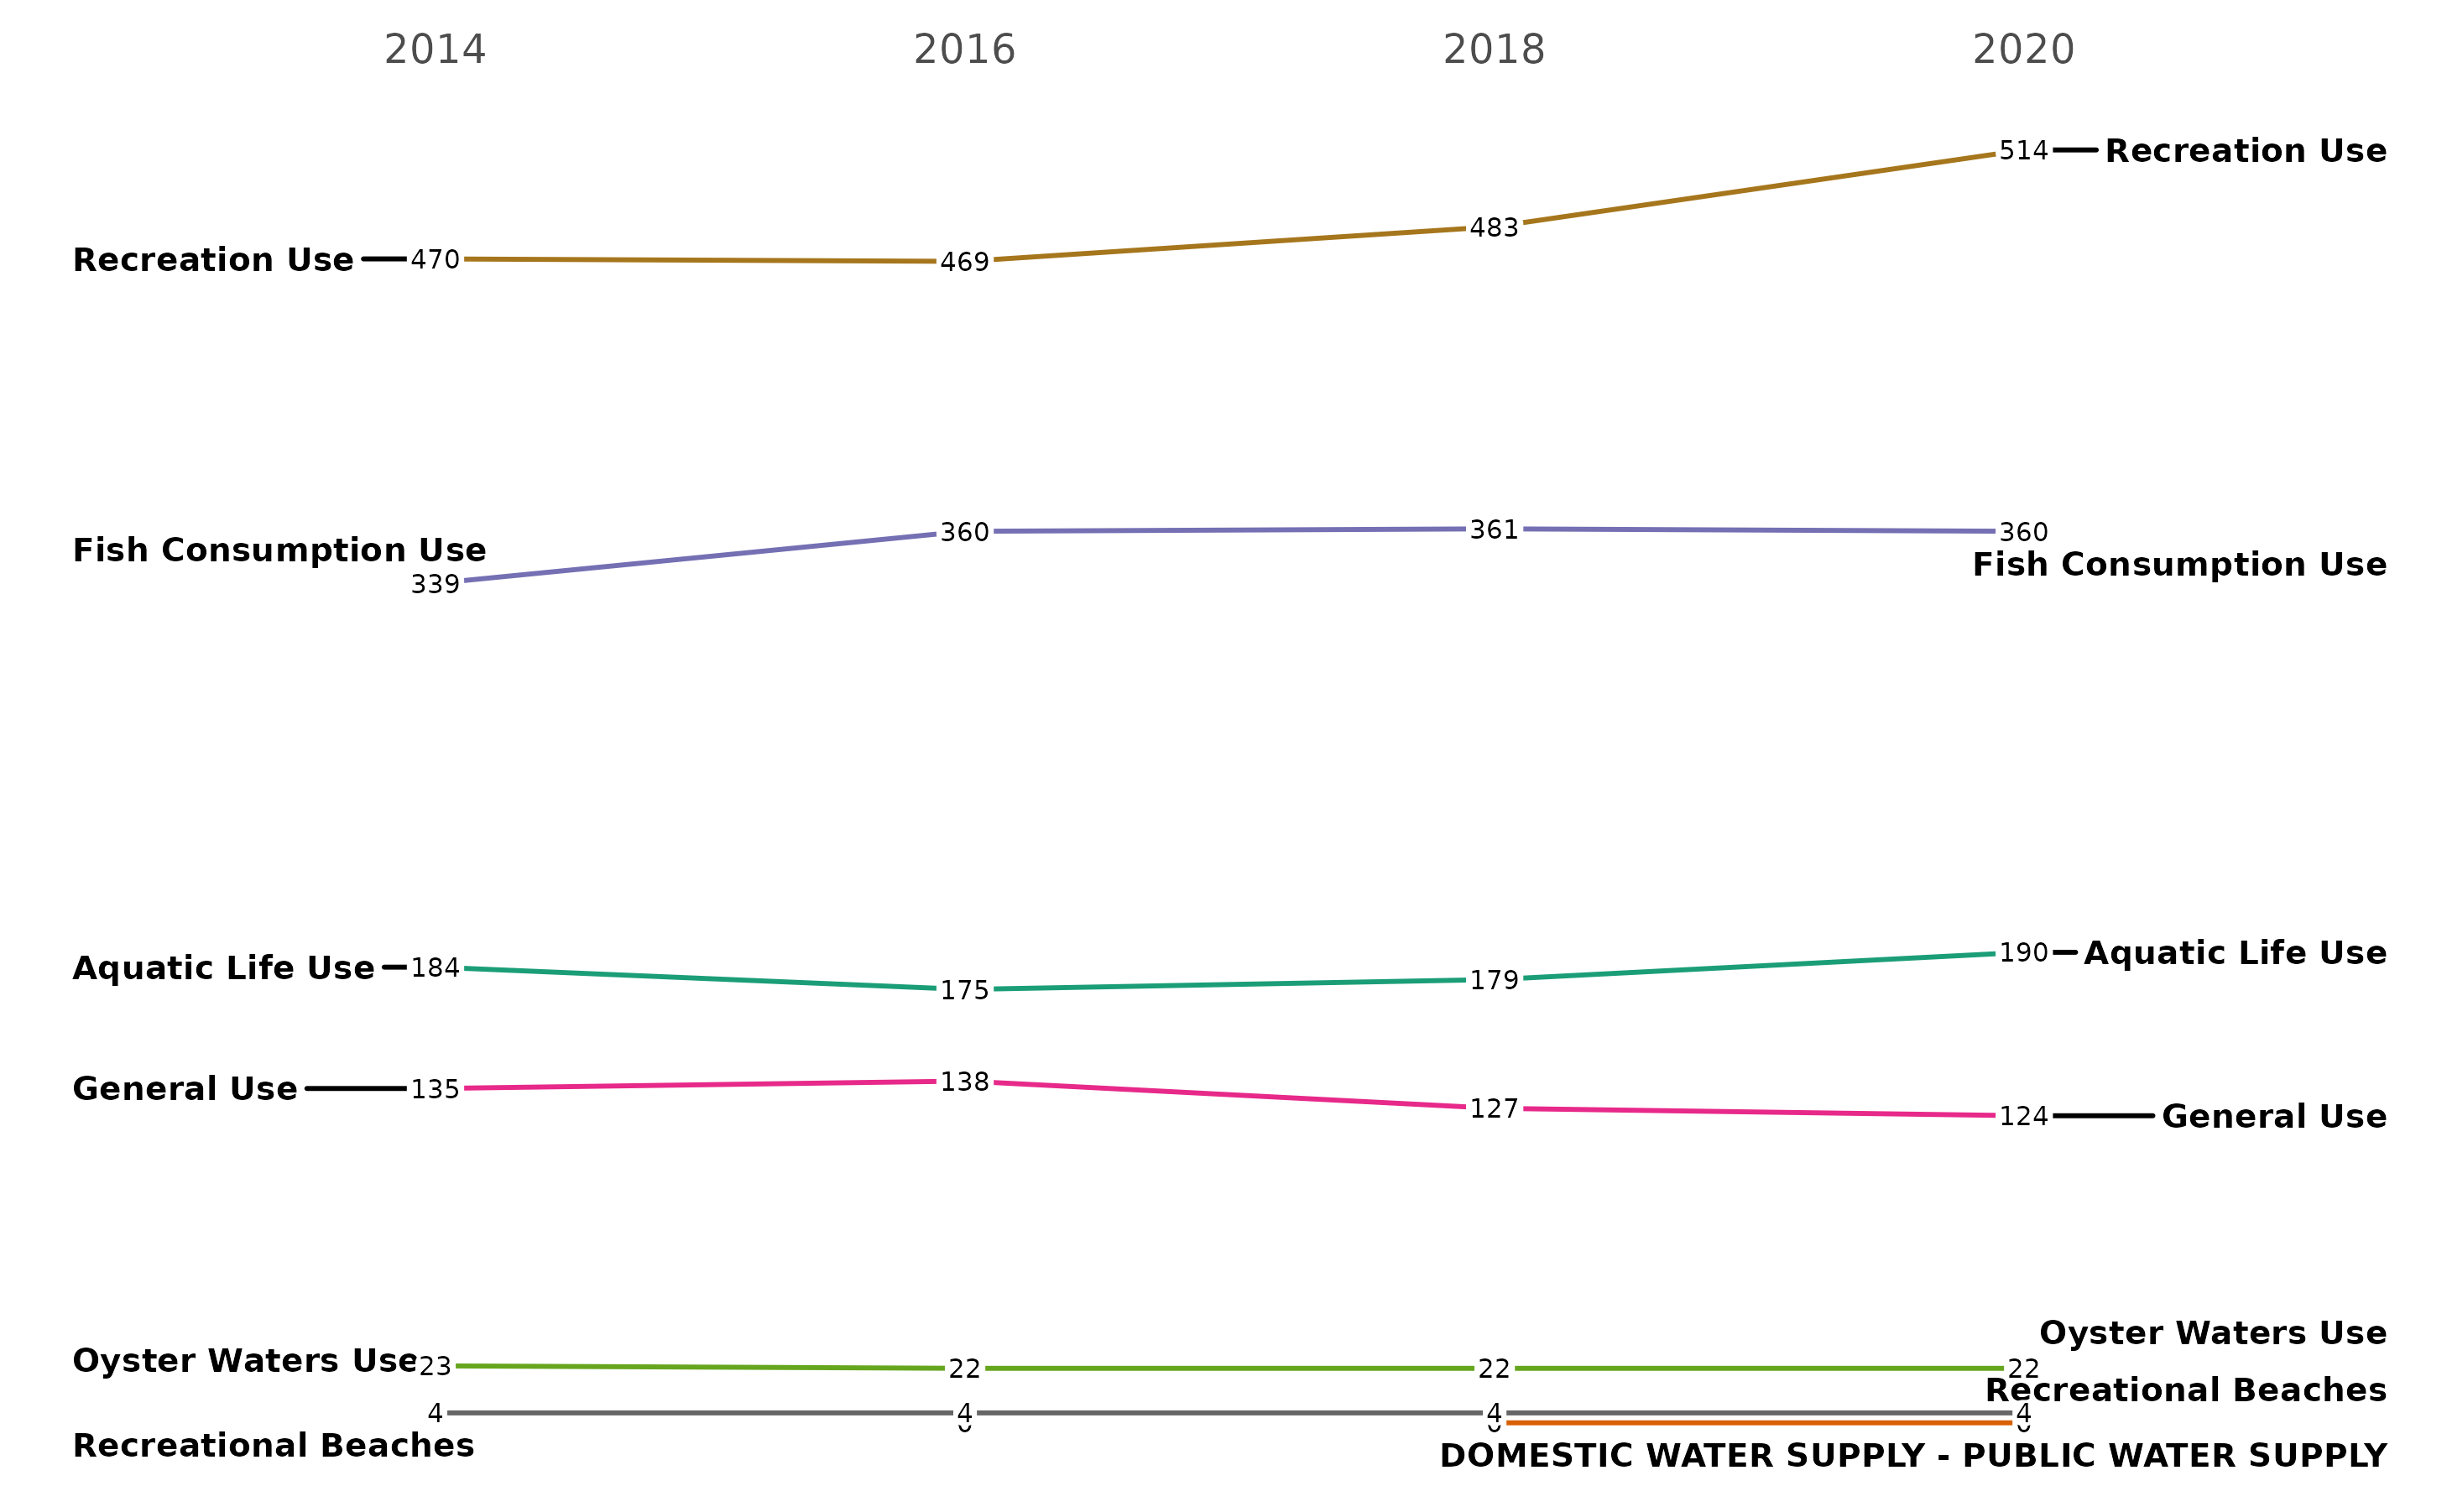 2014 2016 2018 2020
514 Recreation Use
483
Recreation Use 470 469
360 361 360
Fish Consumption Use
Fish Consumption Use
339
190 Aquatic Life Use
Aquatic Life Use 184 175 179
General Use 135 138 127 124 General Use
Oyster Waters Use
Oyster Waters Use 23 22 22 22
Recreational Beaches
4 4 4 4
Recreational Beaches
DOMESTIC WATER SUPPLY - PUBLIC WATER SUPPLY